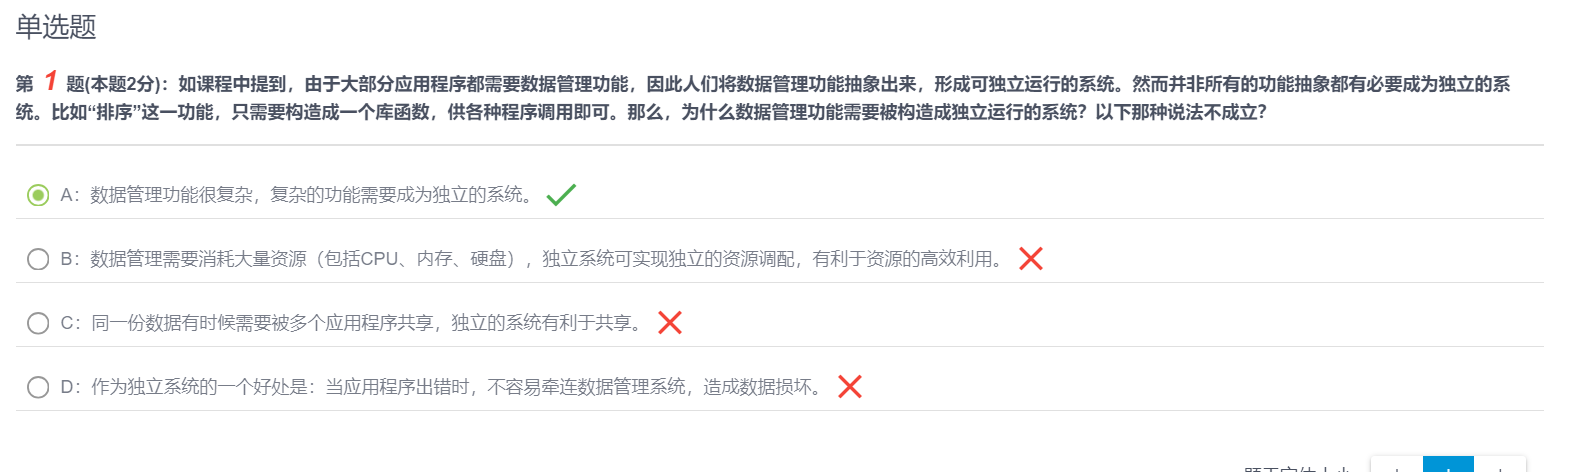 单选题
第 1 题(本题2分)：如课程中提到，由于大部分应用程序都需要数据管理功能，因此人们将数据管理功能抽象出来，形成可独立运行的系统。然而并非所有的功能抽象都有必要成为独立的系
统。比如“排序”这一功能，只需要构造成一个库函数，供各种程序调用即可。那么，为什么数据管理功能需要被构造成独立运行的系统？以下那种说法不成立？
A：数据管理功能很复杂，复杂的功能需要成为独立的系统。
B：数据管理需要消耗大量资源（包括CPU、内存、硬盘），独立系统可实现独立的资源调配，有利于资源的高效利用。
C：同一份数据有时候需要被多个应用程序共享，独立的系统有利于共享。
D：作为独立系统的一个好处是：当应用程序出错时，不容易牵连数据管理系统，造成数据损坏。